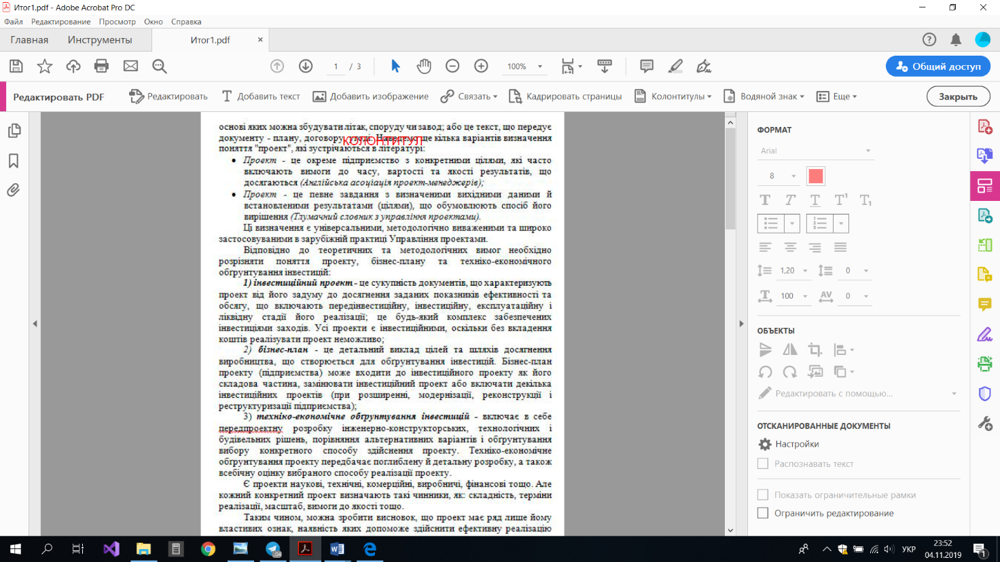 Итог1.pdf - Adobe Acrobat Pro DC
Файл Редактирование Просмотр Окно Справка
Главная Инструменты Итог1.pdf ×
1 / 3 100% Общий доступ
Редактировать PDF Редактировать Добавить текст Добавить изображение Связать Кадрировать страницы Колонтитулы Водяной знак Еще Закрыть
основі яких можна збудувати літак, споруду чи завод; або це текст, що передує
документу - плану, договору, угоді. Наведемо ще кілька варіантів визначення
КОЛОНТИТУЛ
поняття "проект", які зустрічаються в літературі:
• Проект - це окреме підприємство з конкретними цілями, які часто
включають вимоги до часу, вартості та якості результатів, що
досягаються (Англійська асоціація проект-менеджерів);
• Проект - це певне завдання з визначеними вихідними даними й
встановленими результатами (цілями), що обумовлюють спосіб його
вирішення (Тлумачний словник з управління проектами).
Ці визначення є універсальними, методологічно виваженими та широко
застосовуваними в зарубіжній практиці Управління проектами.
Відповідно до теоретичних та методологічних вимог необхідно
розрізняти поняття проекту, бізнес-плану та техніко-економічного
обґрунтування інвестицій:
1) інвестиційний проект - це сукупність документів, що характеризують
проект від його задуму до досягнення заданих показників ефективності та
обсягу, що включають передінвестиційну, інвестиційну, експлуатаційну і
ліквідну стадії його реалізації; це будь-який комплекс забезпечених
інвестиціями заходів. Усі проекти є інвестиційними, оскільки без вкладення
коштів реалізувати проект неможливо;
2) бізнес-план - це детальний виклад цілей та шляхів досягнення
виробництва, що створюється для обґрунтування інвестицій. Бізнес-план
проекту (підприємства) може входити до інвестиційного проекту як його
складова частина, замінювати інвестиційний проект або включати декілька
інвестиційних проектів (при розширенні, модернізації, реконструкції і
реструктуризації підприємства);
3) техніко-економічне обґрунтування інвестицій - включає в себе
передпроектну розробку інженерно-конструкторських, технологічних і
будівельних рішень, порівняння альтернативних варіантів і обґрунтування
вибору конкретного способу здійснення проекту. Техніко-економічне
обґрунтування проекту передбачає поглиблену й детальну розробку, а також
всебічну оцінку вибраного способу реалізації проекту.
Є проекти наукові, технічні, комерційні, виробничі, фінансові тощо. Але
кожний конкретний проект визначають такі чинники, як: складність, терміни
реалізації, масштаб, вимоги до якості тощо.
Таким чином, можна зробити висновок, що проект має ряд лише йому
властивих ознак, наявність яких допоможе здійснити ефективну реалізацію
ФОРМАТ
Arial
8
1,20 0
100 0
ОБЪЕКТЫ
Редактировать с помощью...
ОТСКАНИРОВАННЫЕ ДОКУМЕНТЫ
Настройки
Распознавать текст
Показать ограничительные рамки
Ограничить редактирование
УКР 23:52
04.11.2019 1